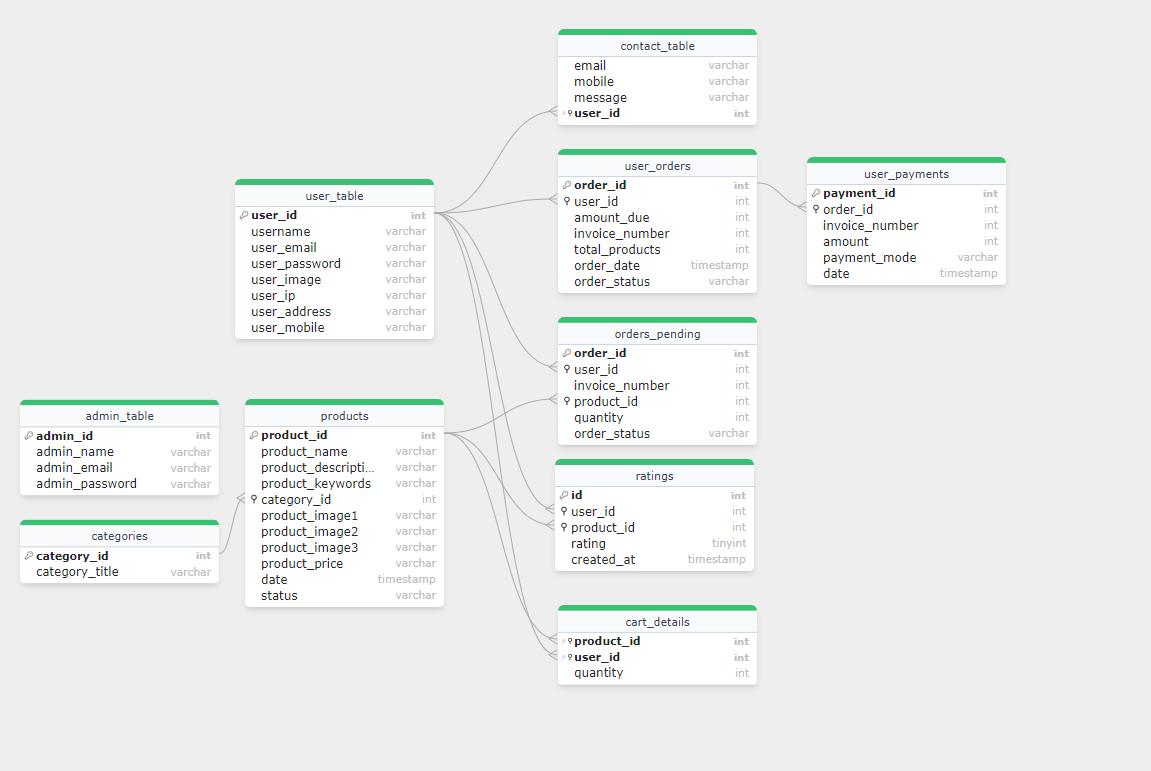 contact_table
email varchar
mobile varchar
message varchar
user_id int
user_orders
order_id int
user_id int
amount_due int
invoice_number int
total_products int
order_date timestamp
order_status varchar
user_payments
payment_id int
order_id int
invoice_number int
amount int
payment_mode varchar
date timestamp
user_table
user_id int
username varchar
user_email varchar
user_password varchar
user_image varchar
user_ip varchar
user_address varchar
user_mobile varchar
orders_pending
order_id int
user_id int
invoice_number int
product_id int
quantity int
order_status varchar
admin_table
admin_id int
admin_name varchar
admin_email varchar
admin_password varchar
products
product_id int
product_name varchar
product_descripti... varchar
product_keywords varchar
category_id int
product_image1 varchar
product_image2 varchar
product_image3 varchar
product_price varchar
date timestamp
status varchar
ratings
id int
user_id int
product_id int
rating tinyint
created_at timestamp
categories
category_id int
category_title varchar
cart_details
product_id int
user_id int
quantity int